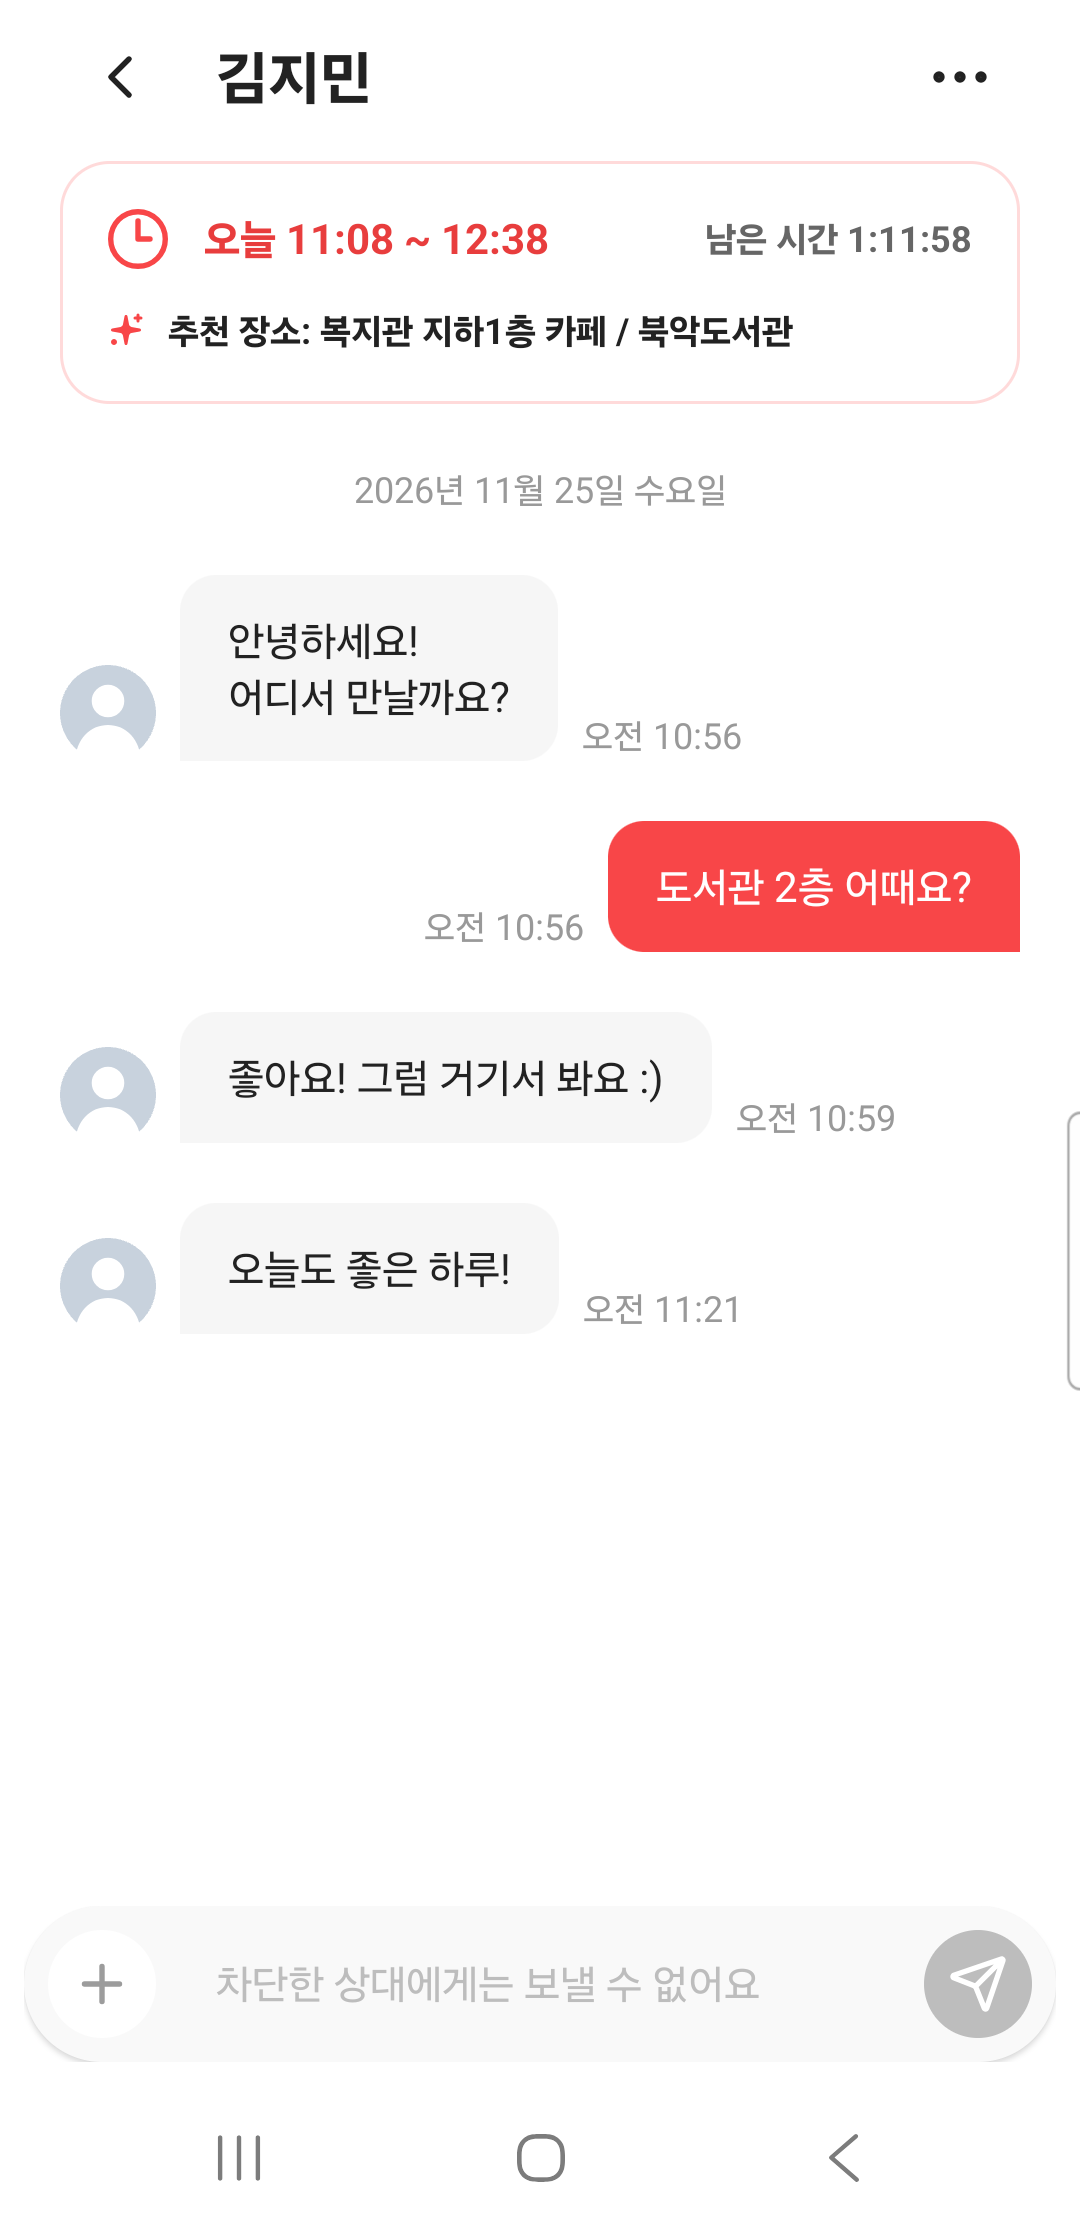 김지민
오늘 11:08 ~ 12:38
남은 시간 1:11:58
추천 장소: 복지관 지하1층 카페 / 북악도서관
2026년 11월 25일 수요일
안녕하세요!
어디서 만날까요?
오전 10:56
도서관 2층 어때요?
오전 10:56
좋아요! 그럼 거기서 봐요 :)
오전 10:59
오늘도 좋은 하루!
오전 11:21
차단한 상대에게는 보낼 수 없어요